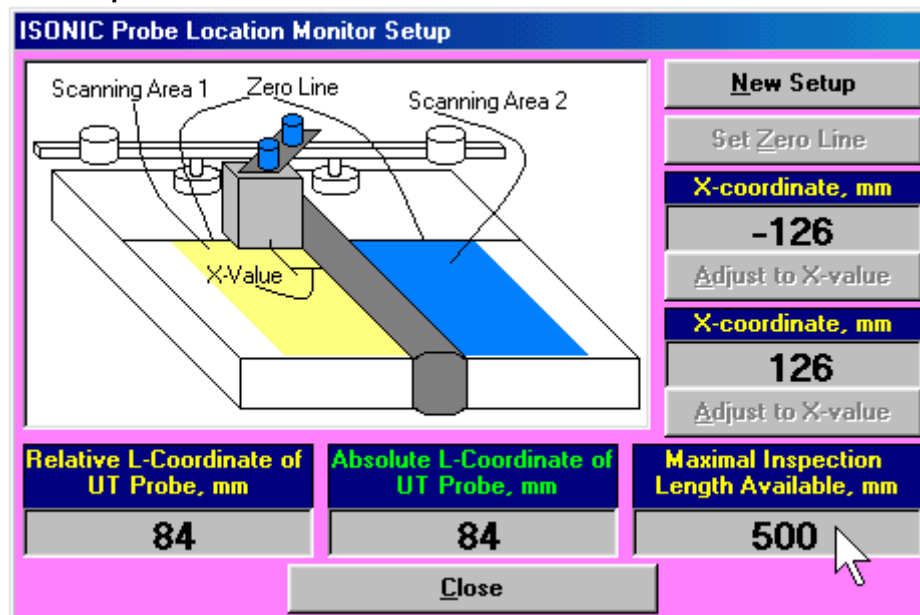 ISONIC Probe Location Monitor Setup
Scanning Area 1
Zero Line
Scanning Area 2
X-Value
New Setup
Set Zero Line
X-coordinate, mm
-126
Adjust to X-value
X-coordinate, mm
126
Adjust to X-value
Relative L-Coordinate of
UT Probe, mm
84
Absolute L-Coordinate of
UT Probe, mm
84
Maximal Inspection
Length Available, mm
500
Close